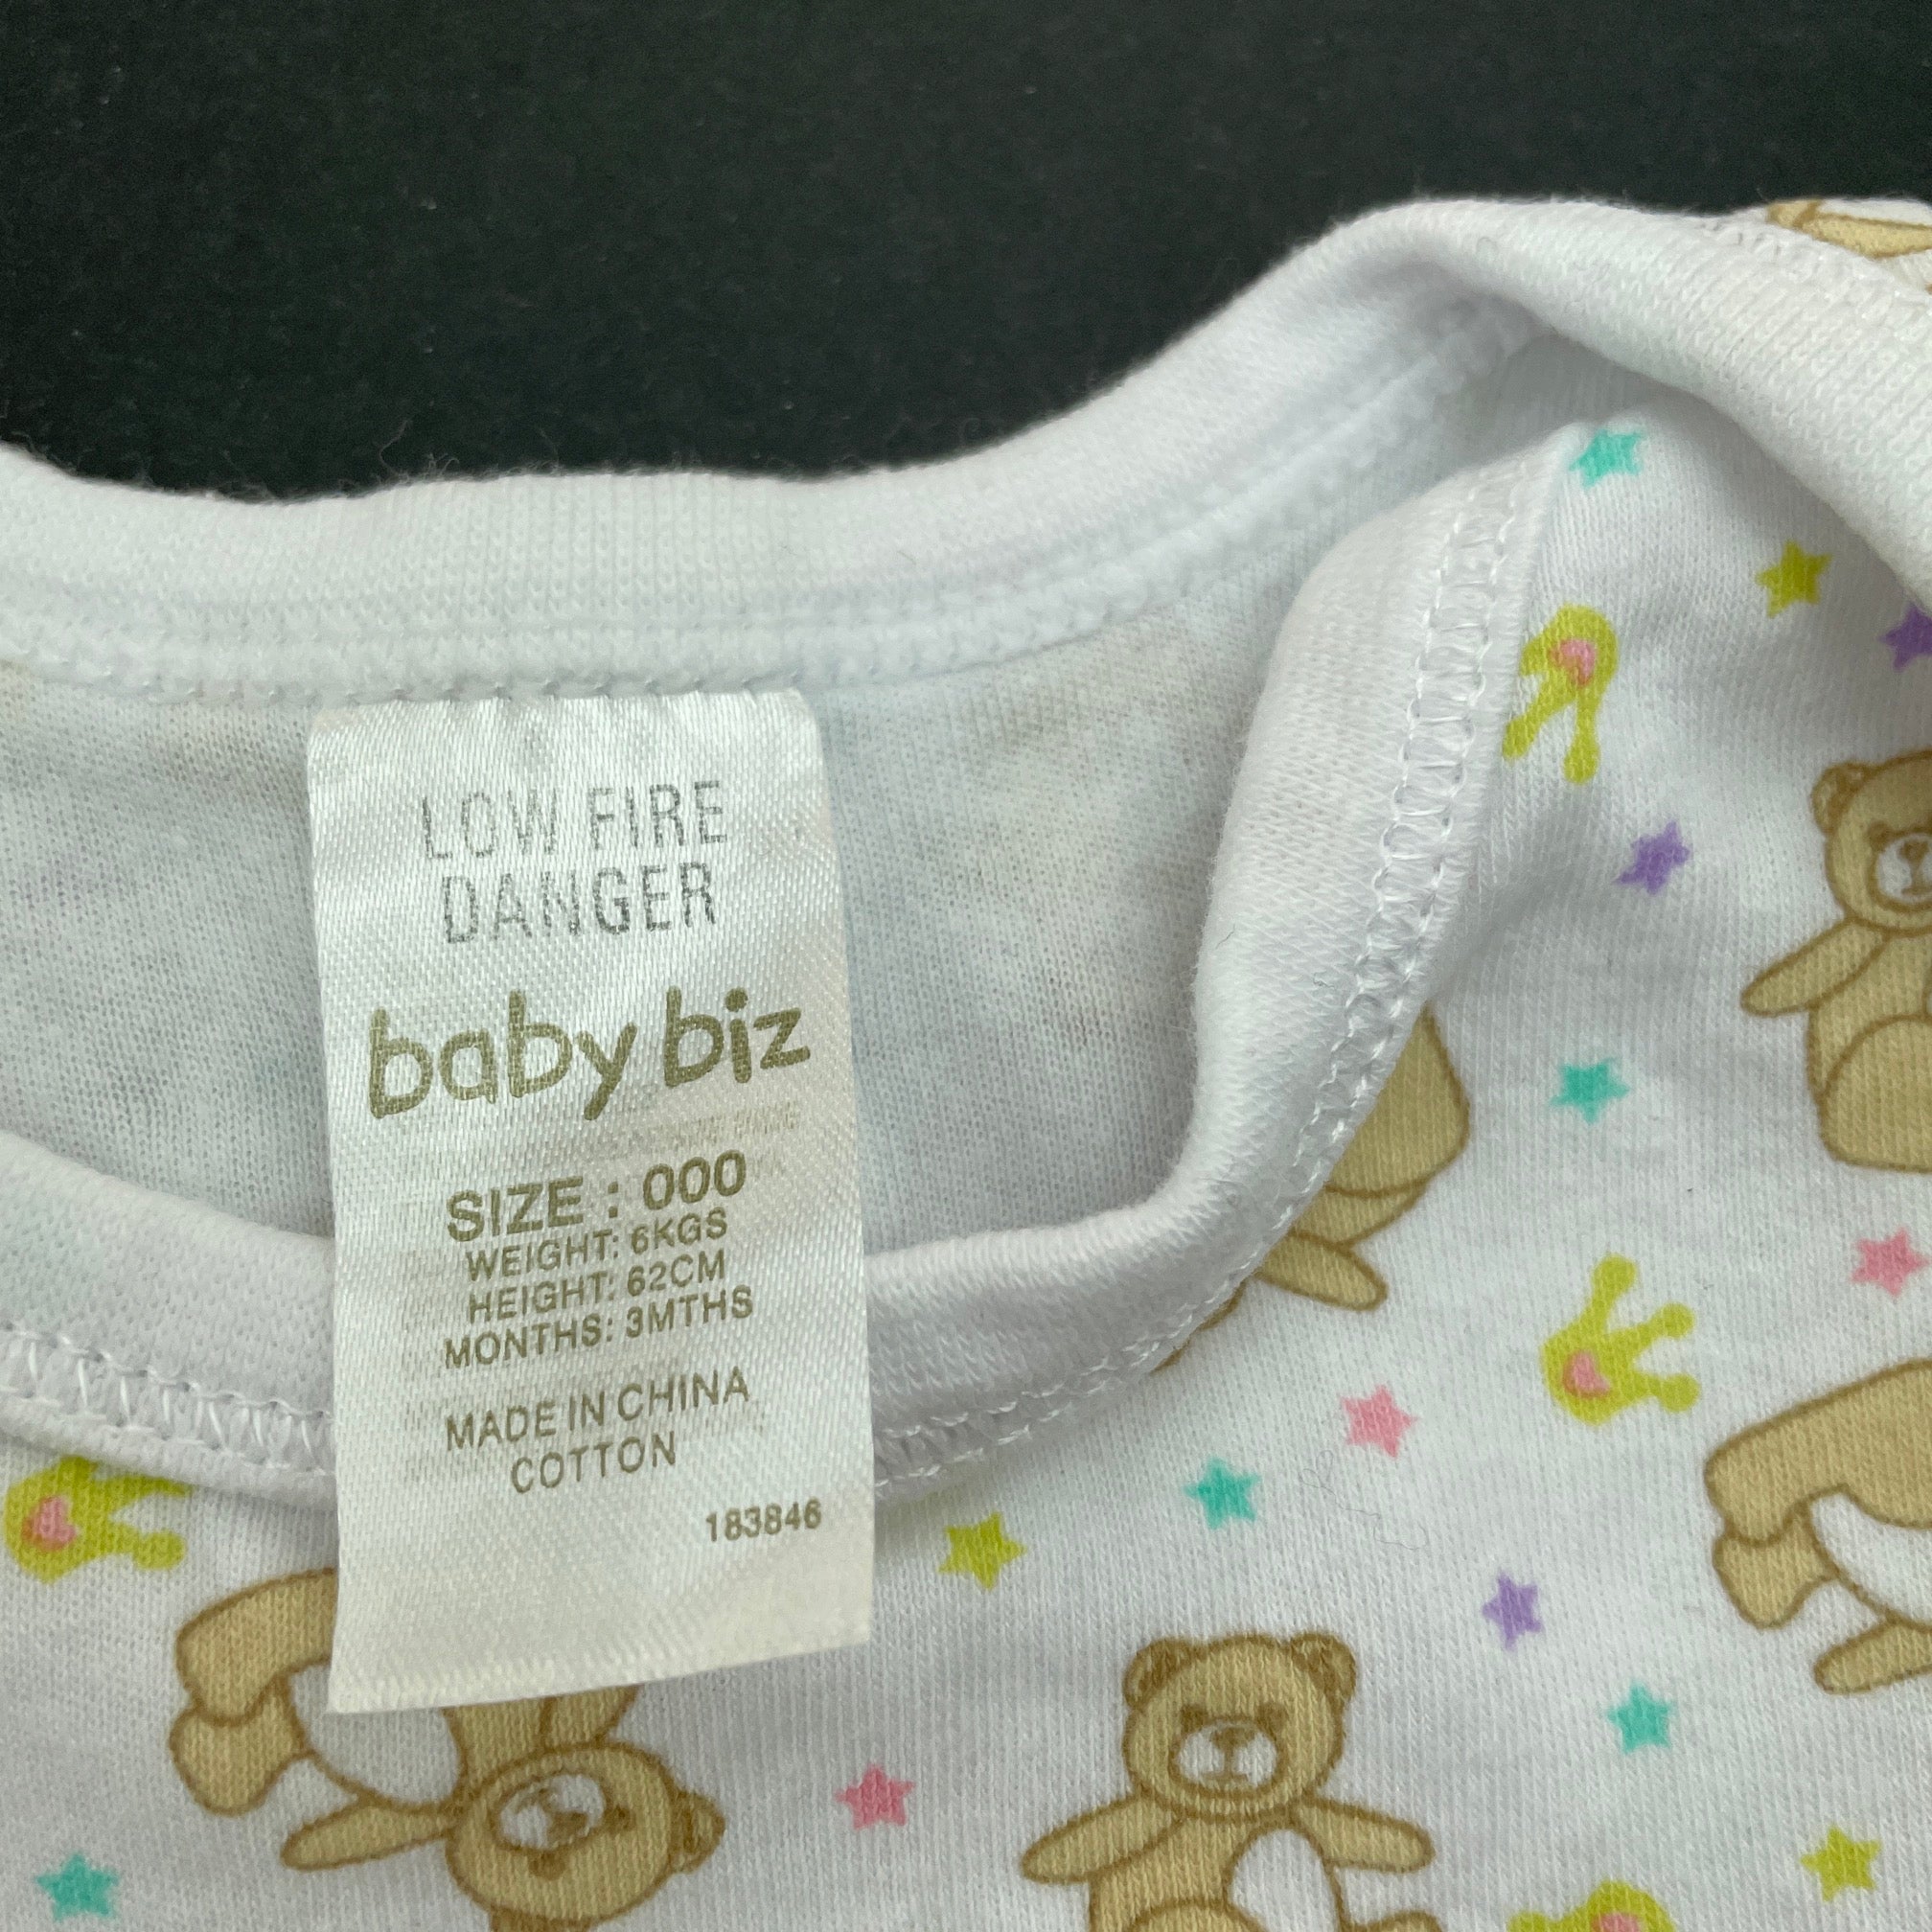 LOW FIRE
DANGER
baby biz
SIZE : 000
WEIGHT: 6KGS
HEIGHT: 62CM
MONTHS: 3MTHS
MADE IN CHINA
COTTON
183846